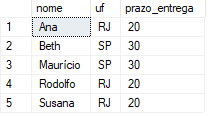 nome uf prazo_entrega
1 Ana RJ 20
2 Beth SP 30
3 Maurício SP 30
4 Rodolfo RJ 20
5 Susana RJ 20